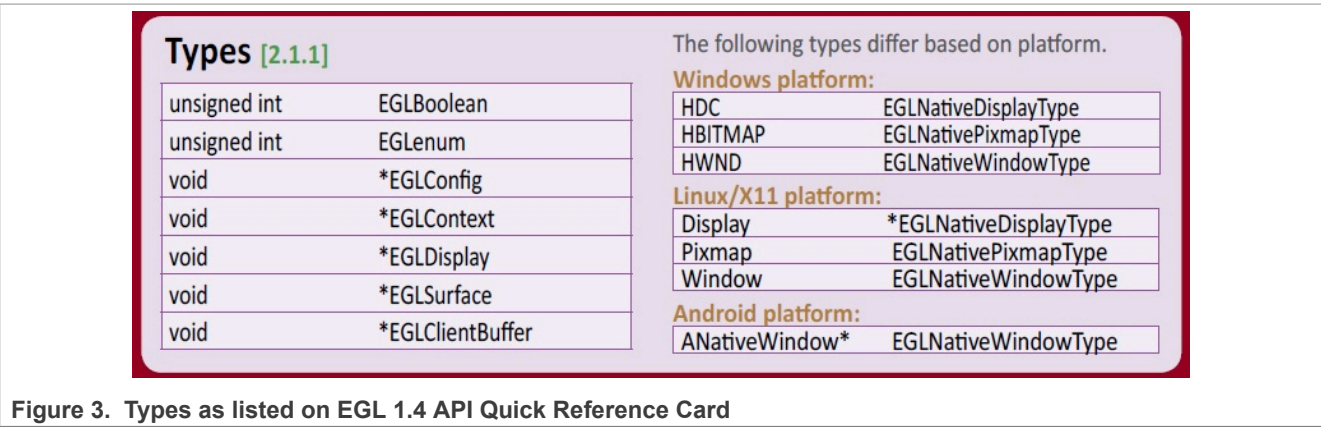 Types [2.1.1]
unsigned int EGLBoolean
unsigned int EGLenum
void *EGLConfig
void *EGLContext
void *EGLDisplay
void *EGLSurface
void *EGLClientBuffer
The following types differ based on platform.
Windows platform:
HDC EGLNativeDisplayType
HBITMAP EGLNativePixmapType
HWND EGLNativeWindowType
Linux/X11 platform:
Display *EGLNativeDisplayType
Pixmap EGLNativePixmapType
Window EGLNativeWindowType
Android platform:
ANativeWindow* EGLNativeWindowType
Figure 3. Types as listed on EGL 1.4 API Quick Reference Card